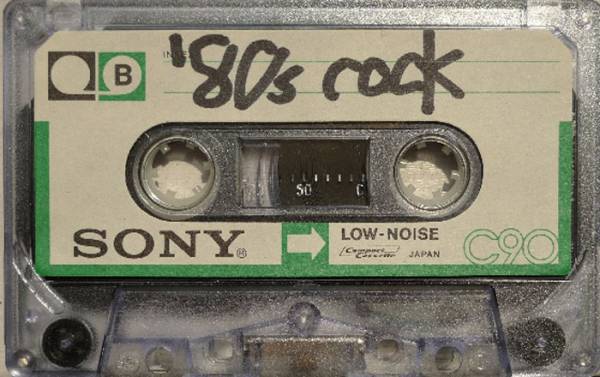 B
'80s rock
50
SONY®
LOW-NOISE
Compact Cassette
JAPAN
C90